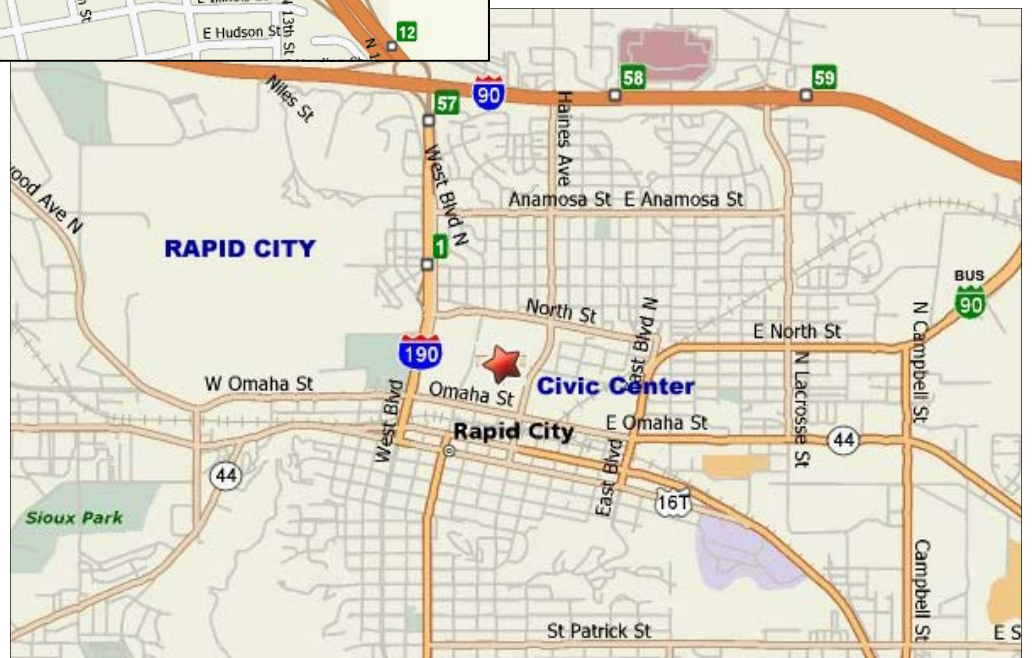 E Hudson St
N 13th St
12
58
59
90
57
Niles St
Haines Ave
West Blvd N
Anamosa St
E Anamosa St
RAPID CITY
1
BUS
90
North St
East Blvd N
E North St
N Campbell St
190
W Omaha St
Omaha St
Civic Center
N Lacrosse St
West Blvd
Rapid City
E Omaha St
44
East Blvd
44
16T
Sioux Park
Campbell St
St Patrick St
E S